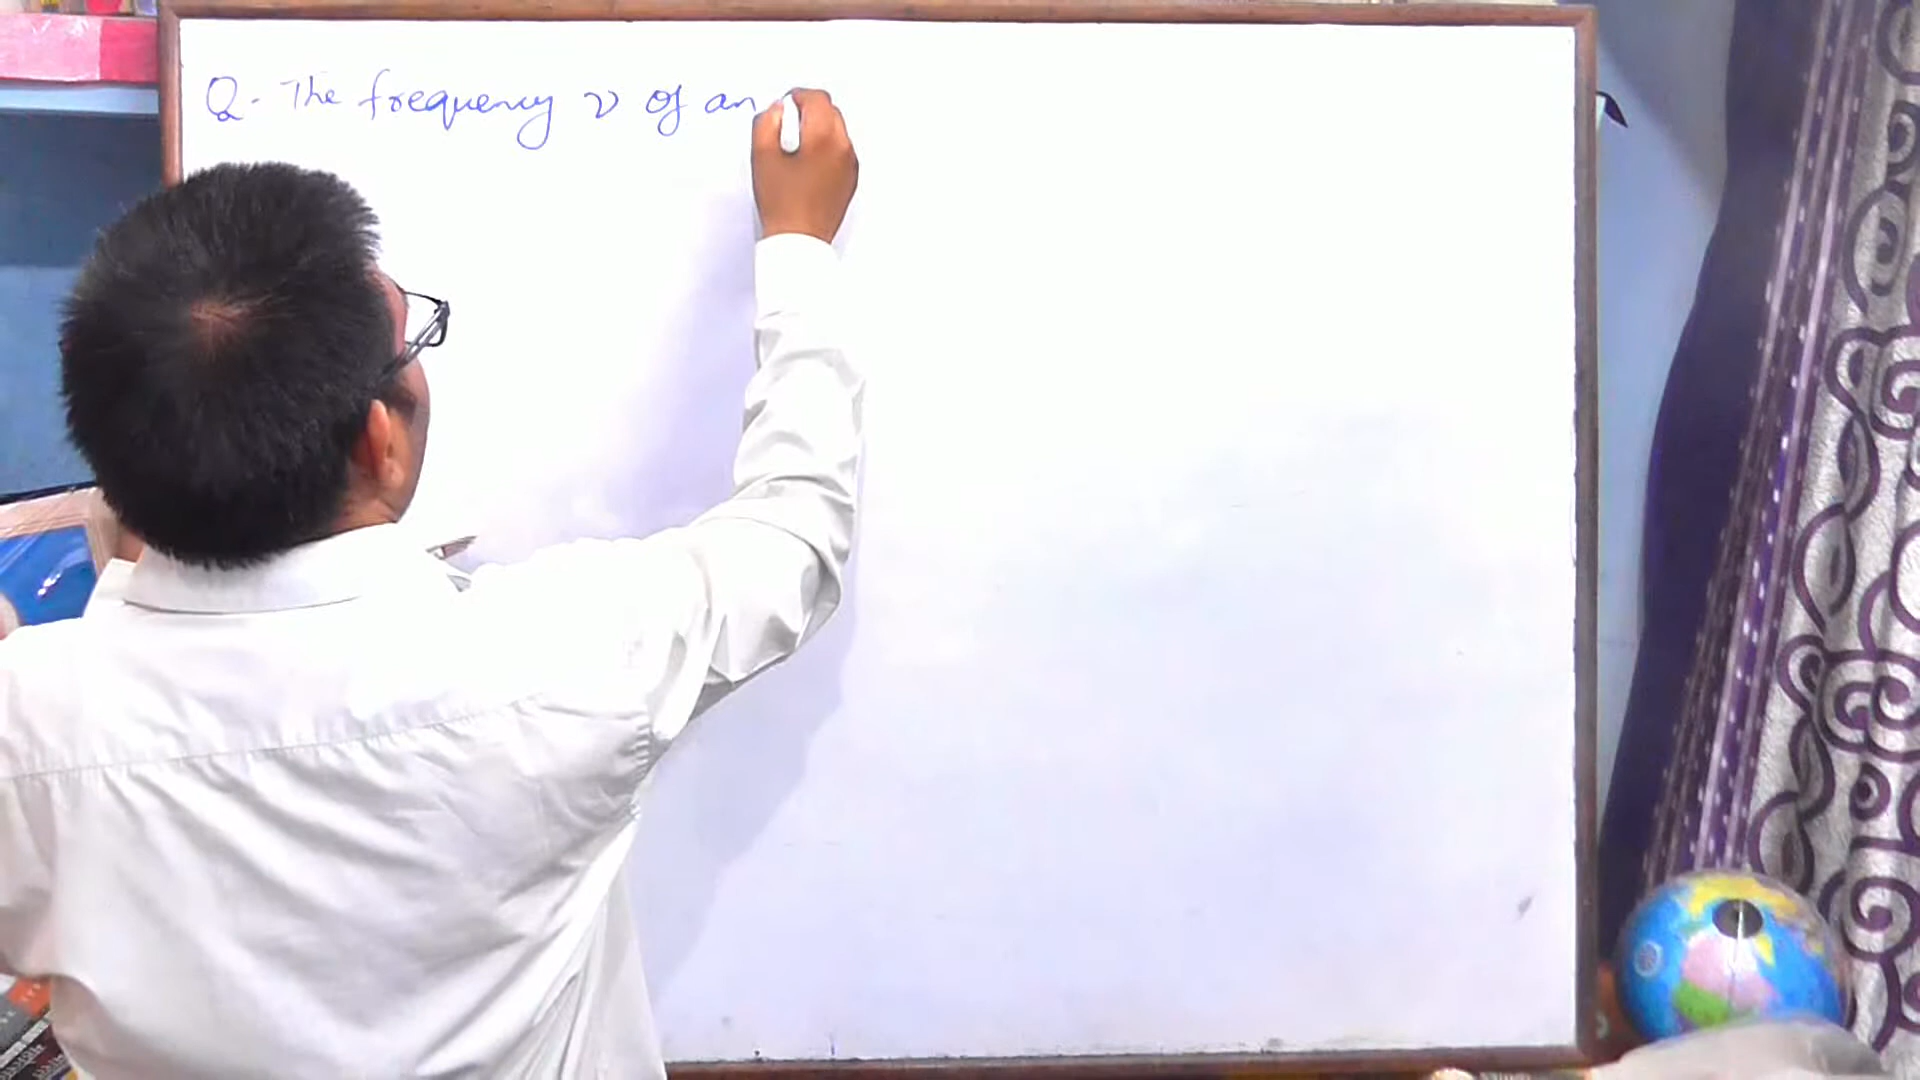 Q. The frequency ν of an